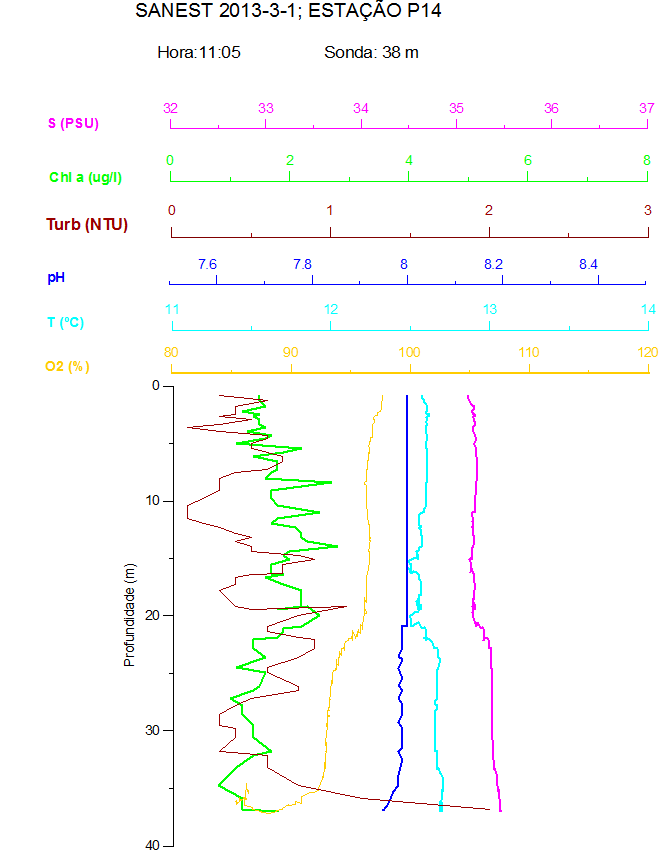 SANEST 2013-3-1; ESTAÇÃO P14
Hora:11:05 Sonda: 38 m
32 33 34 35 36 37
S (PSU)
0 2 4 6 8
Chl a (ug/l)
0 1 2 3
Turb (NTU)
7.6 7.8 8 8.2 8.4
pH
11 12 13 14
T (ºC)
80 90 100 110 120
O2 (%)
0
10
20
30
40
Profundidade (m)